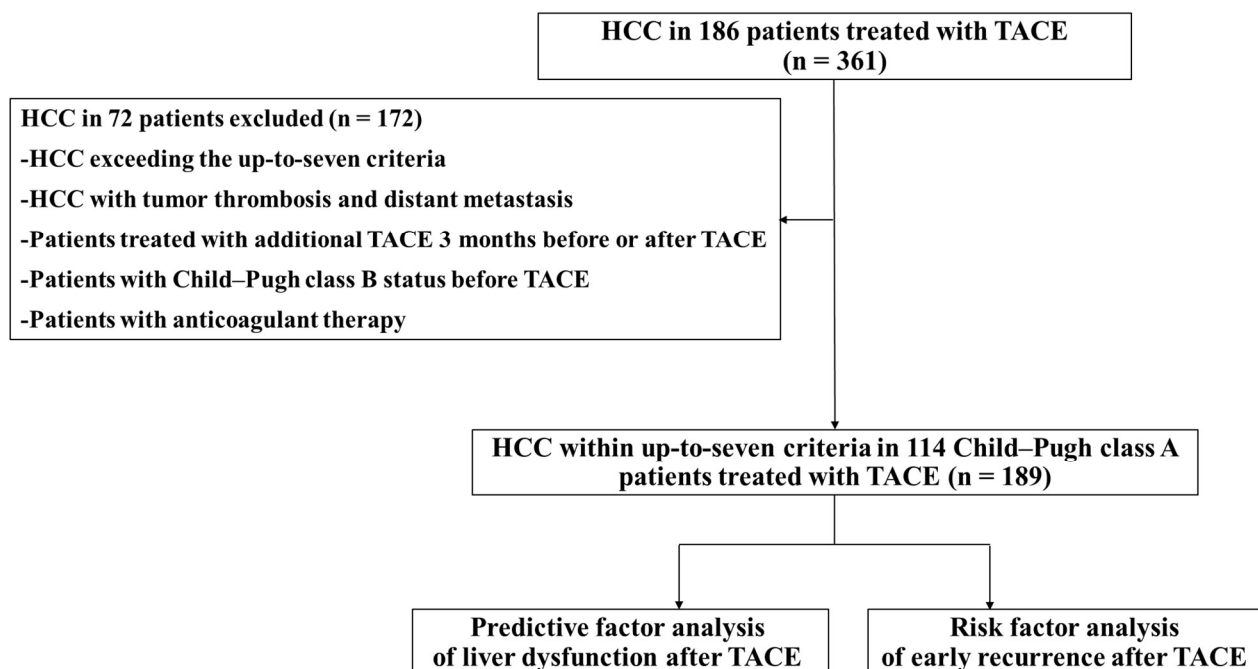 HCC in 186 patients treated with TACE
(n = 361)
HCC in 72 patients excluded (n = 172)
-HCC exceeding the up-to-seven criteria
-HCC with tumor thrombosis and distant metastasis
-Patients treated with additional TACE 3 months before or after TACE
-Patients with Child–Pugh class B status before TACE
-Patients with anticoagulant therapy
HCC within up-to-seven criteria in 114 Child–Pugh class A
patients treated with TACE (n = 189)
Predictive factor analysis
of liver dysfunction after TACE
Risk factor analysis
of early recurrence after TACE